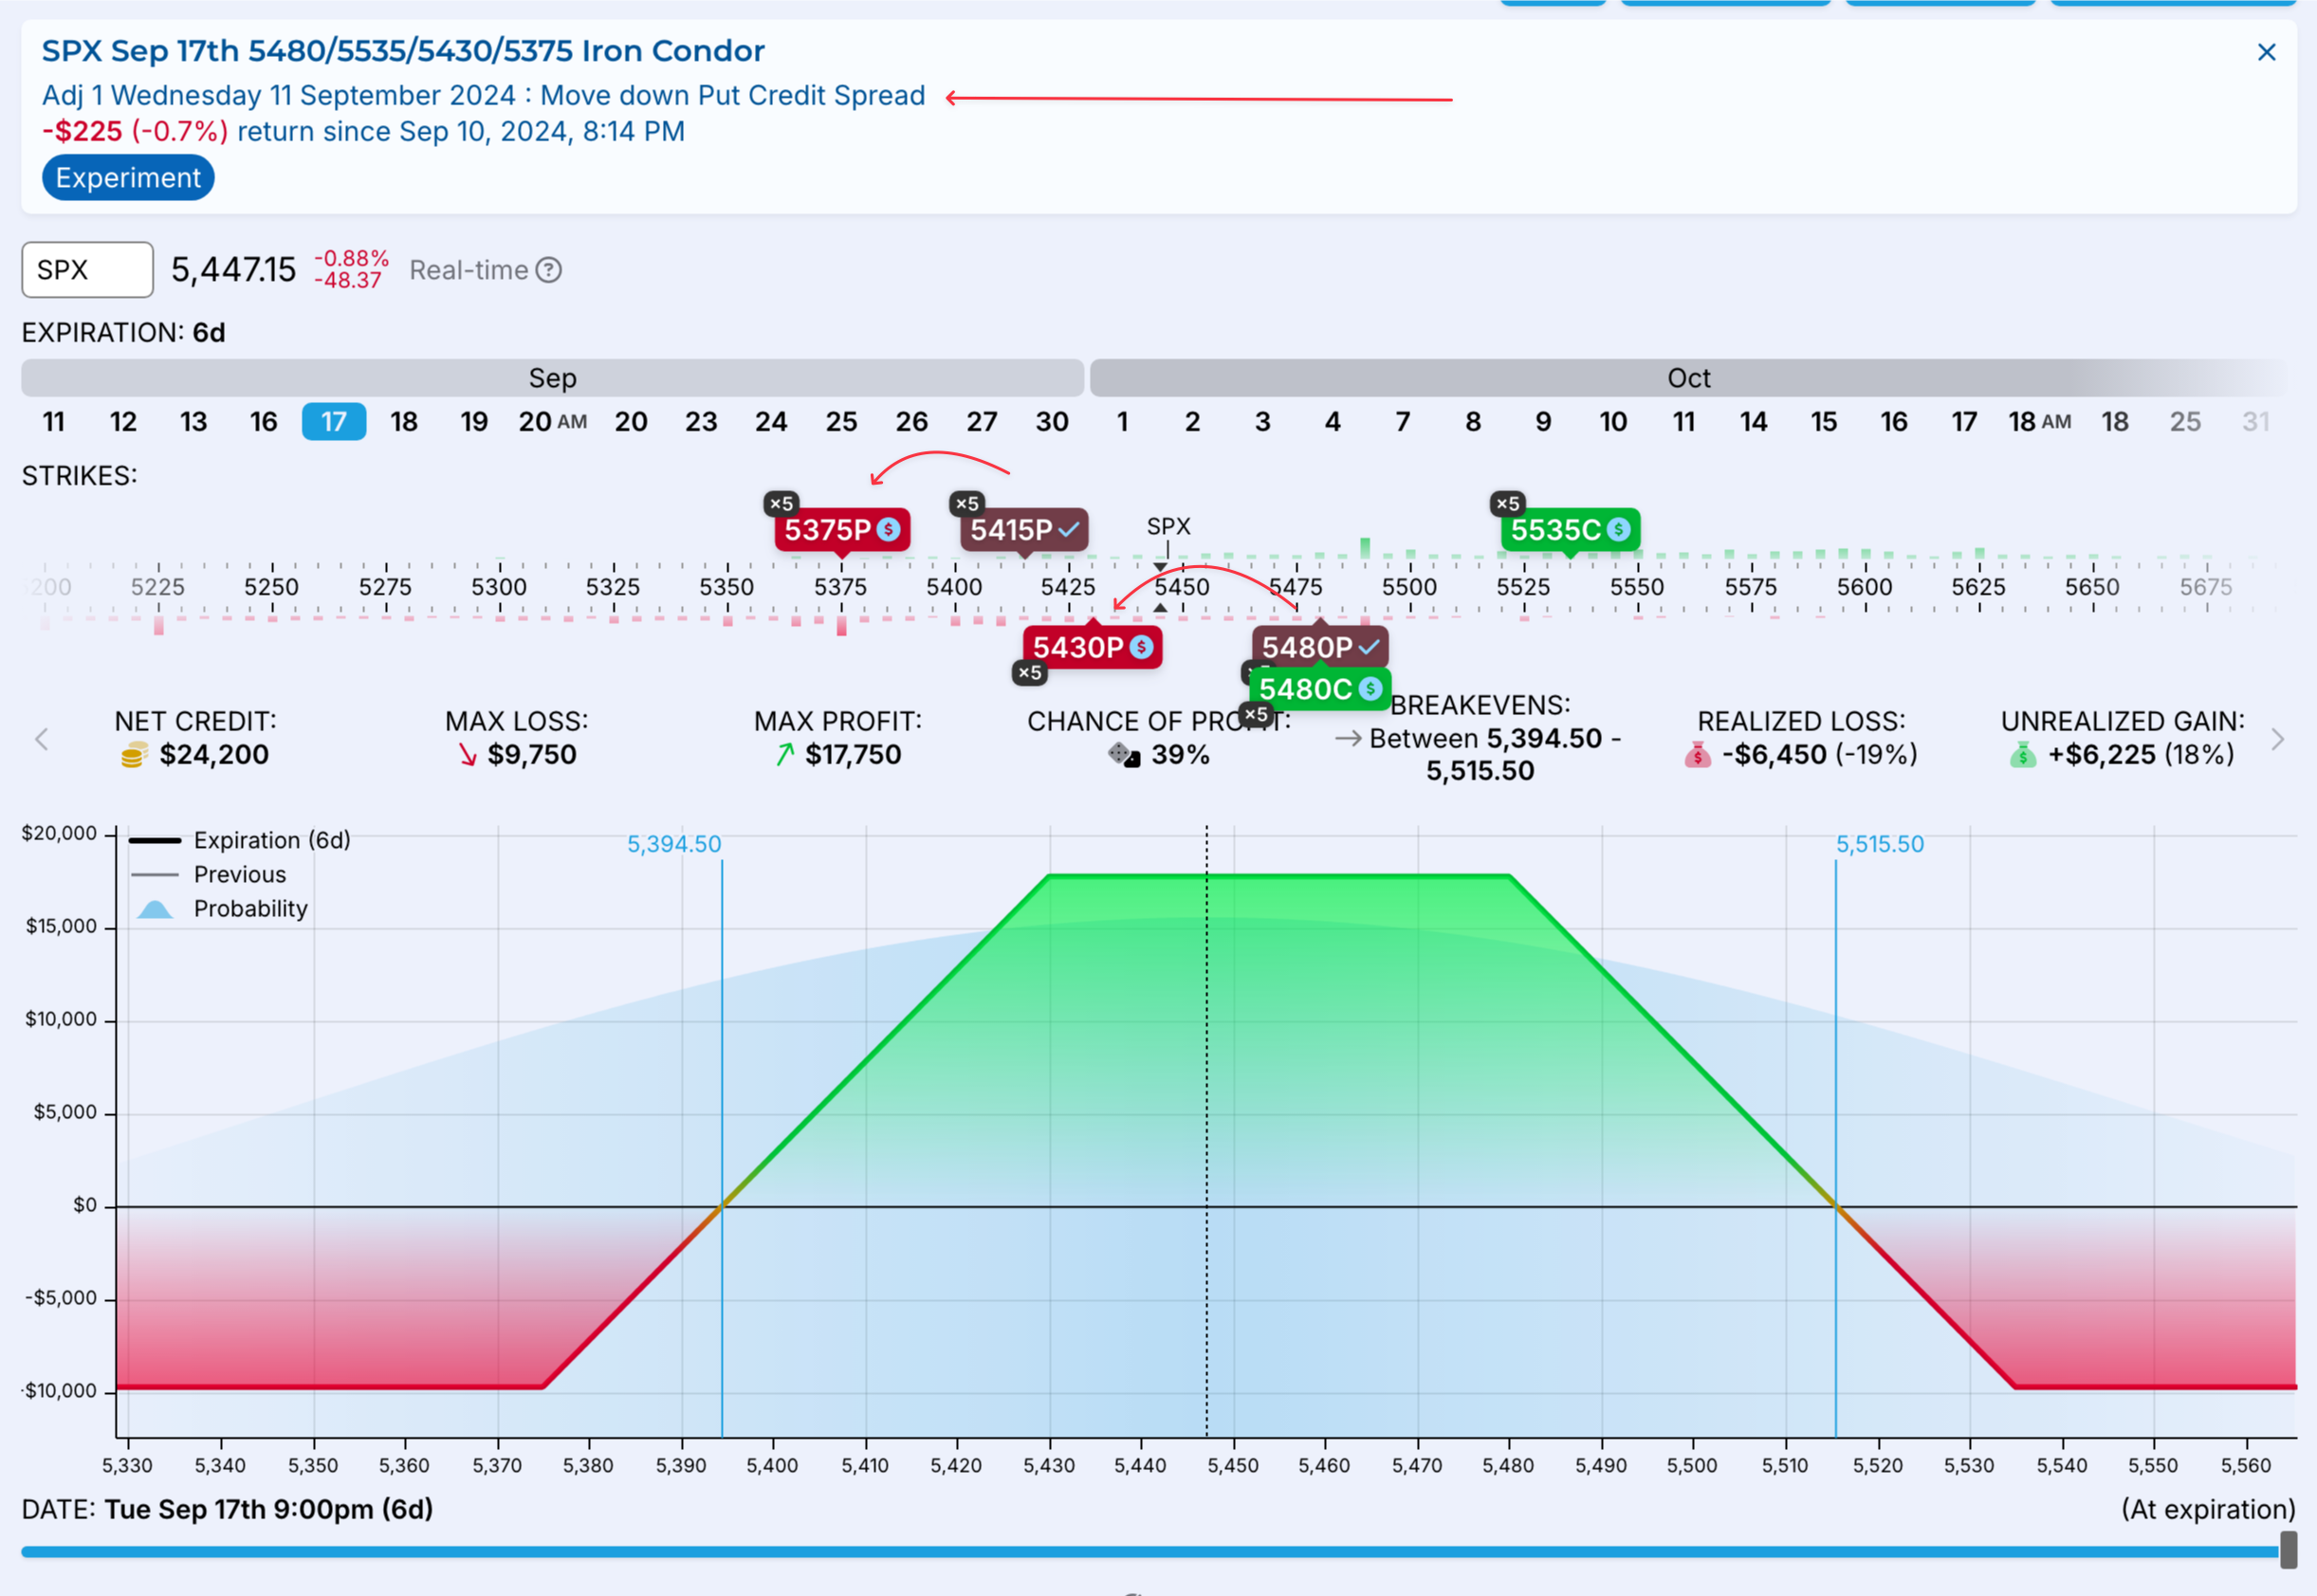 SPX Sep 17th 5480/5535/5430/5375 Iron Condor
Adj 1 Wednesday 11 September 2024 : Move down Put Credit Spread
-$225 (-0.7%) return since Sep 10, 2024, 8:14 PM
Experiment
SPX 5,447.15 -0.88% -48.37 Real-time ?
EXPIRATION: 6d
Sep Oct
11 12 13 16 17 18 19 20 AM 20 23 24 25 26 27 30 1 2 3 4 7 8 9 10 11 14 15 16 17 18 AM 18 25 31
STRIKES:
×5 ×5 ×5
5375P $ 5415P SPX 5535C $
200 5225 5250 5275 5300 5325 5350 5375 5400 5425 5450 5475 5500 5525 5550 5575 5600 5625 5650 5675
5430P $ 5480P
×5
5480C $
×5
NET CREDIT: MAX LOSS: MAX PROFIT: CHANCE OF PROFIT: BREAKEVENS: REALIZED LOSS: UNREALIZED GAIN:
$24,200 $9,750 $17,750 39% Between 5,394.50 - -$6,450 (-19%) +$6,225 (18%)
5,515.50
$20,000
Expiration (6d)
Previous
Probability
5,394.50 5,515.50
$15,000
$10,000
$5,000
$0
-$5,000
-$10,000
5,330 5,340 5,350 5,360 5,370 5,380 5,390 5,400 5,410 5,420 5,430 5,440 5,450 5,460 5,470 5,480 5,490 5,500 5,510 5,520 5,530 5,540 5,550 5,560
DATE: Tue Sep 17th 9:00pm (6d) (At expiration)